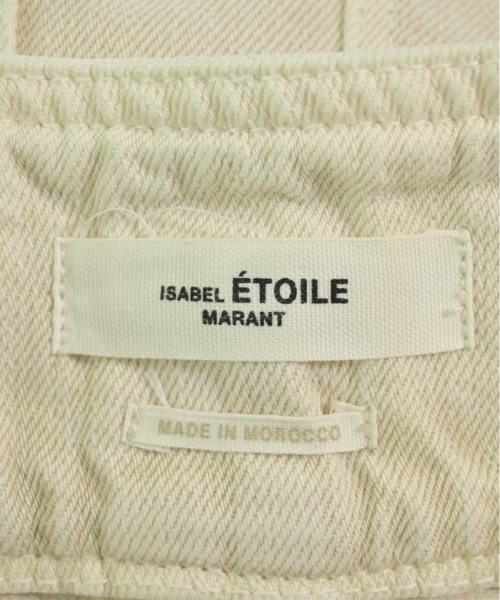 ISABEL ÉTOILE
MARANT
MADE IN MOROCCO